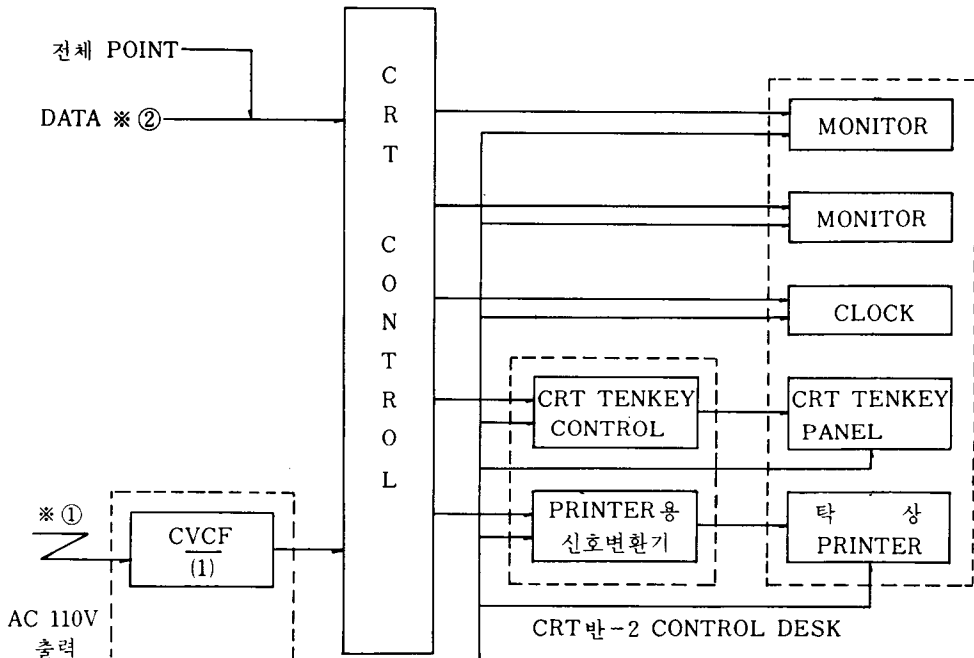 전체 POINT
DATA ※ ②
CRT CONTROL
MONITOR
MONITOR
CLOCK
CRT TENKEY
CONTROL
CRT TENKEY
PANEL
PRINTER용
신호변환기
탁 상
PRINTER
※ ①
CVCF
(1)
AC 110V
출력
CRT반-2 CONTROL DESK